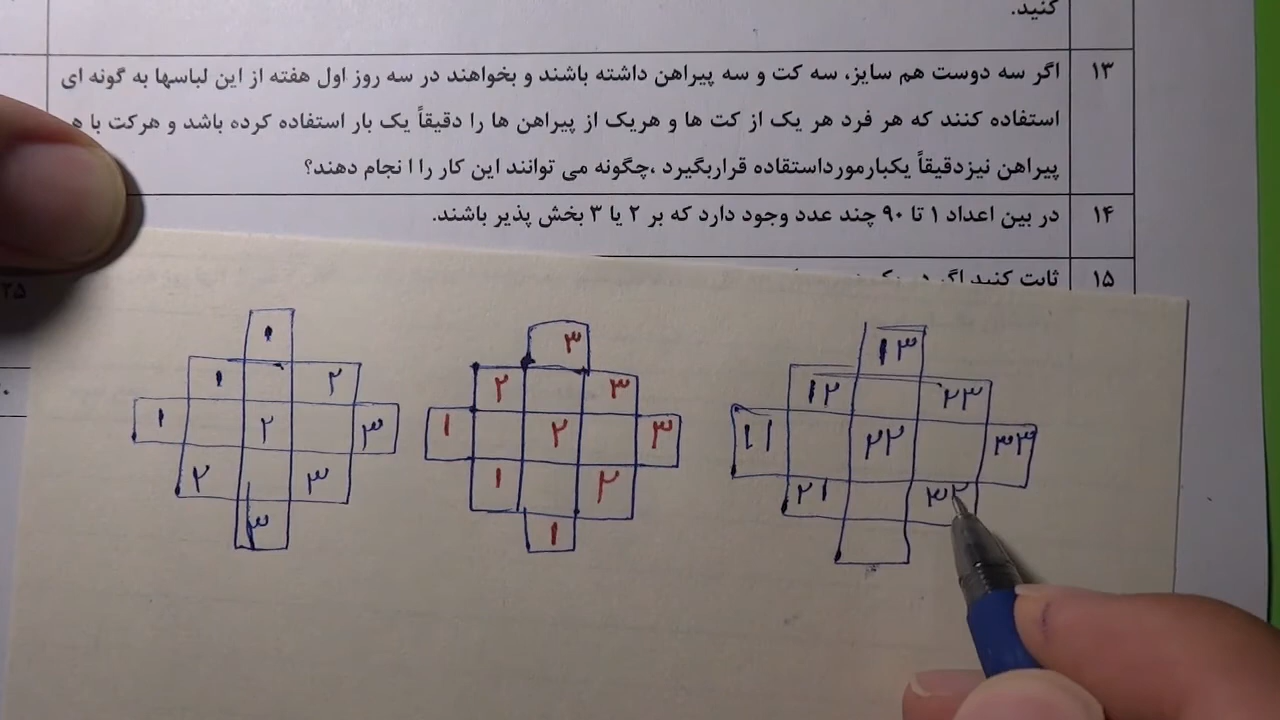 کنید.
۱۳ اگر سه دوست هم سایز، سه کت و سه پیراهن داشته باشند و بخواهند در سه روز اول هفته از این لباسها به گونه ای
استفاده کنند که هر فرد هر یک از کت ها و هریک از پیراهن ها را دقیقاً یک بار استفاده کرده باشد و هرکت با
پیراهن نیزدقیقاً یکبارمورداستقاده قراربگیرد ،چگونه می توانند این کار را ا نجام دهند؟
۱۴ در بین اعداد ۱ تا ۹۰ چند عدد وجود دارد که بر ۲ یا ۳ بخش پذیر باشند.
۱۵ ثابت کنید اگر
۱ ۳ ۱۳
۱ ۲ ۲ ۳ ۱۲ ۲۳
۱ ۲ ۳ ۱ ۲ ۳ ۱۱ ۲۲ ۳۳
۲ ۳ ۱ ۲ ۲۱ ۳۲
۳ ۱